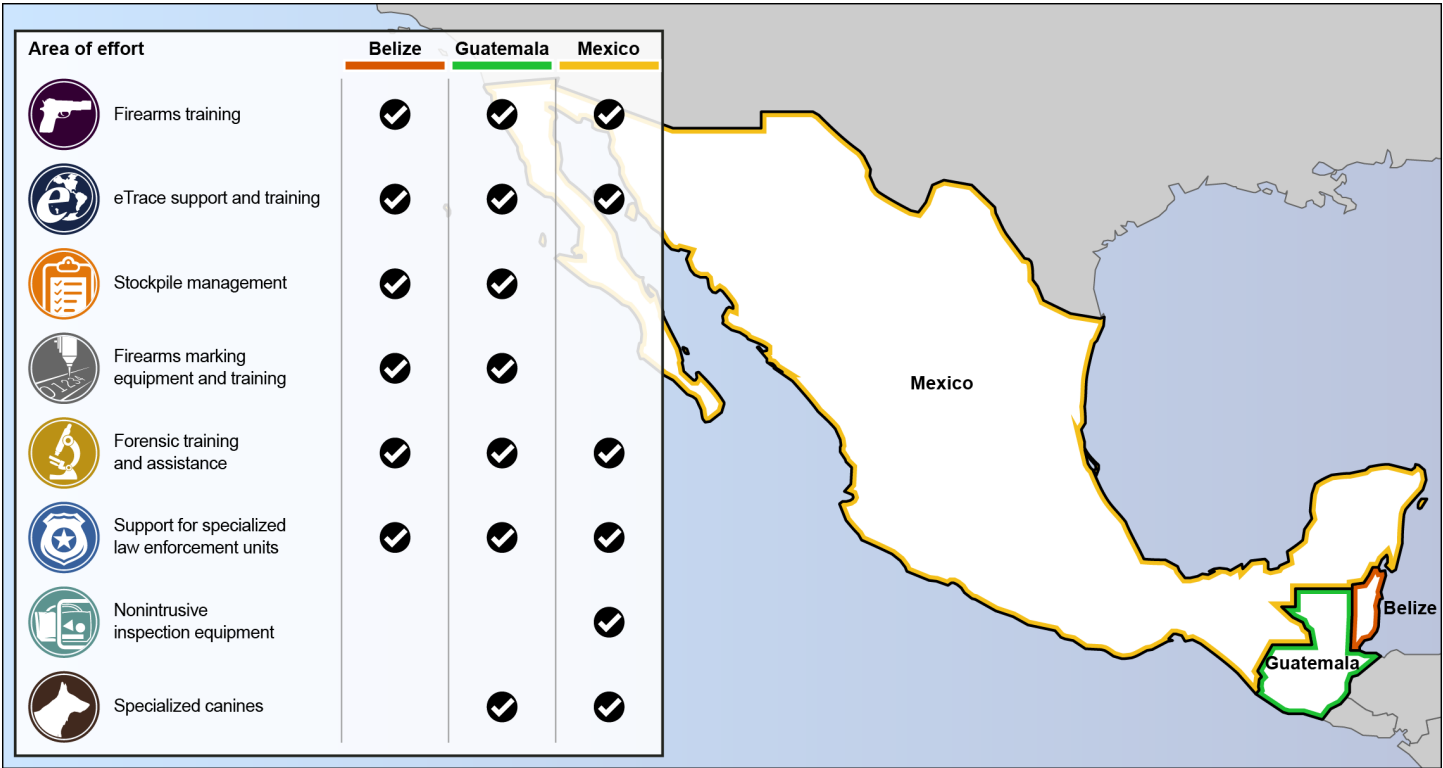 Area of effort Belize Guatemala Mexico
Firearms training
eTrace support and training
Stockpile management
Firearms marking
equipment and training
0123
Forensic training
and assistance
Support for specialized
law enforcement units
Nonintrusive
inspection equipment
Specialized canines
Mexico
Belize
Guatemala